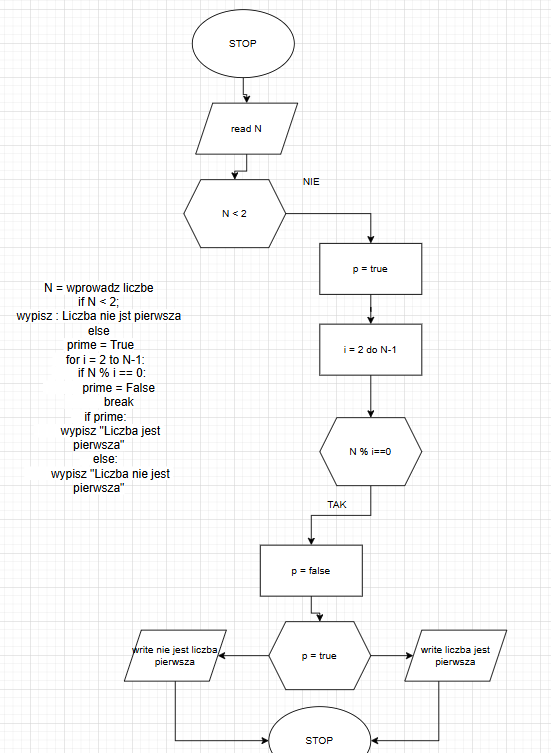 STOP
read N
NIE
N < 2
p = true
N = wprowadz liczbe
if N < 2;
wypisz : Liczba nie jst pierwsza
else
prime = True
for i = 2 to N-1:
if N % i == 0:
prime = False
break
if prime:
wypisz "Liczba jest
pierwsza"
else:
wypisz "Liczba nie jest
pierwsza"
i = 2 do N-1
N % i==0
TAK
p = false
write nie jest liczba
pierwsza
p = true
write liczba jest
pierwsza
STOP